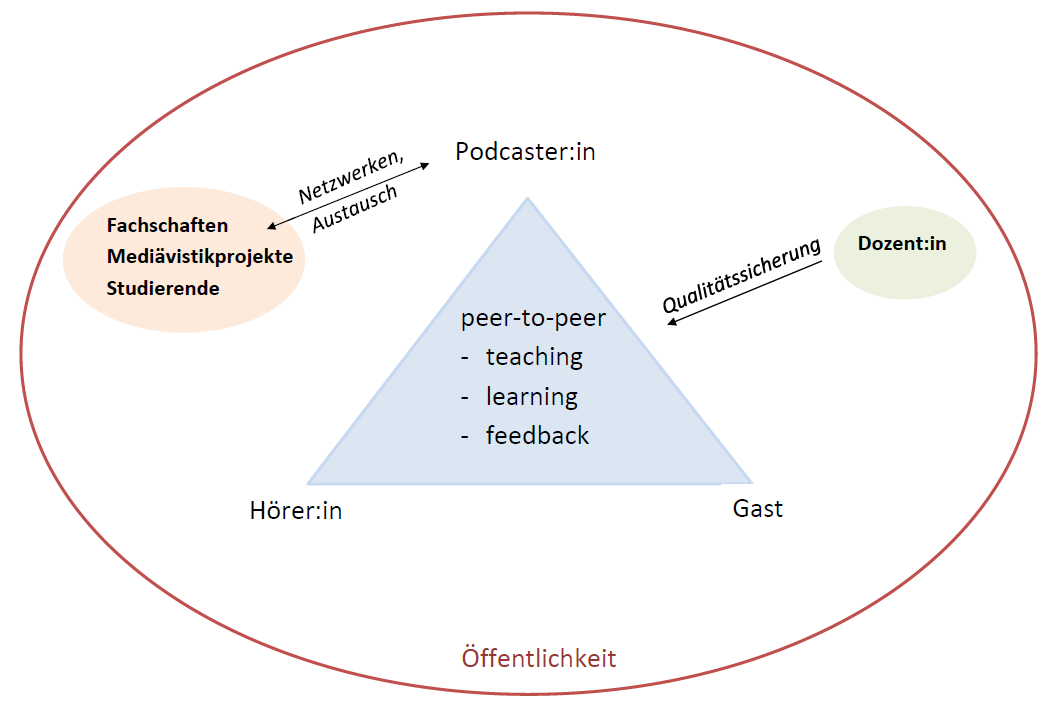 Podcaster:in
Netzwerken,
Austausch
Fachschaften
Mediävistikprojekte
Studierende
Dozent:in
Qualitätssicherung
peer-to-peer
- teaching
- learning
- feedback
Hörer:in
Gast
Öffentlichkeit